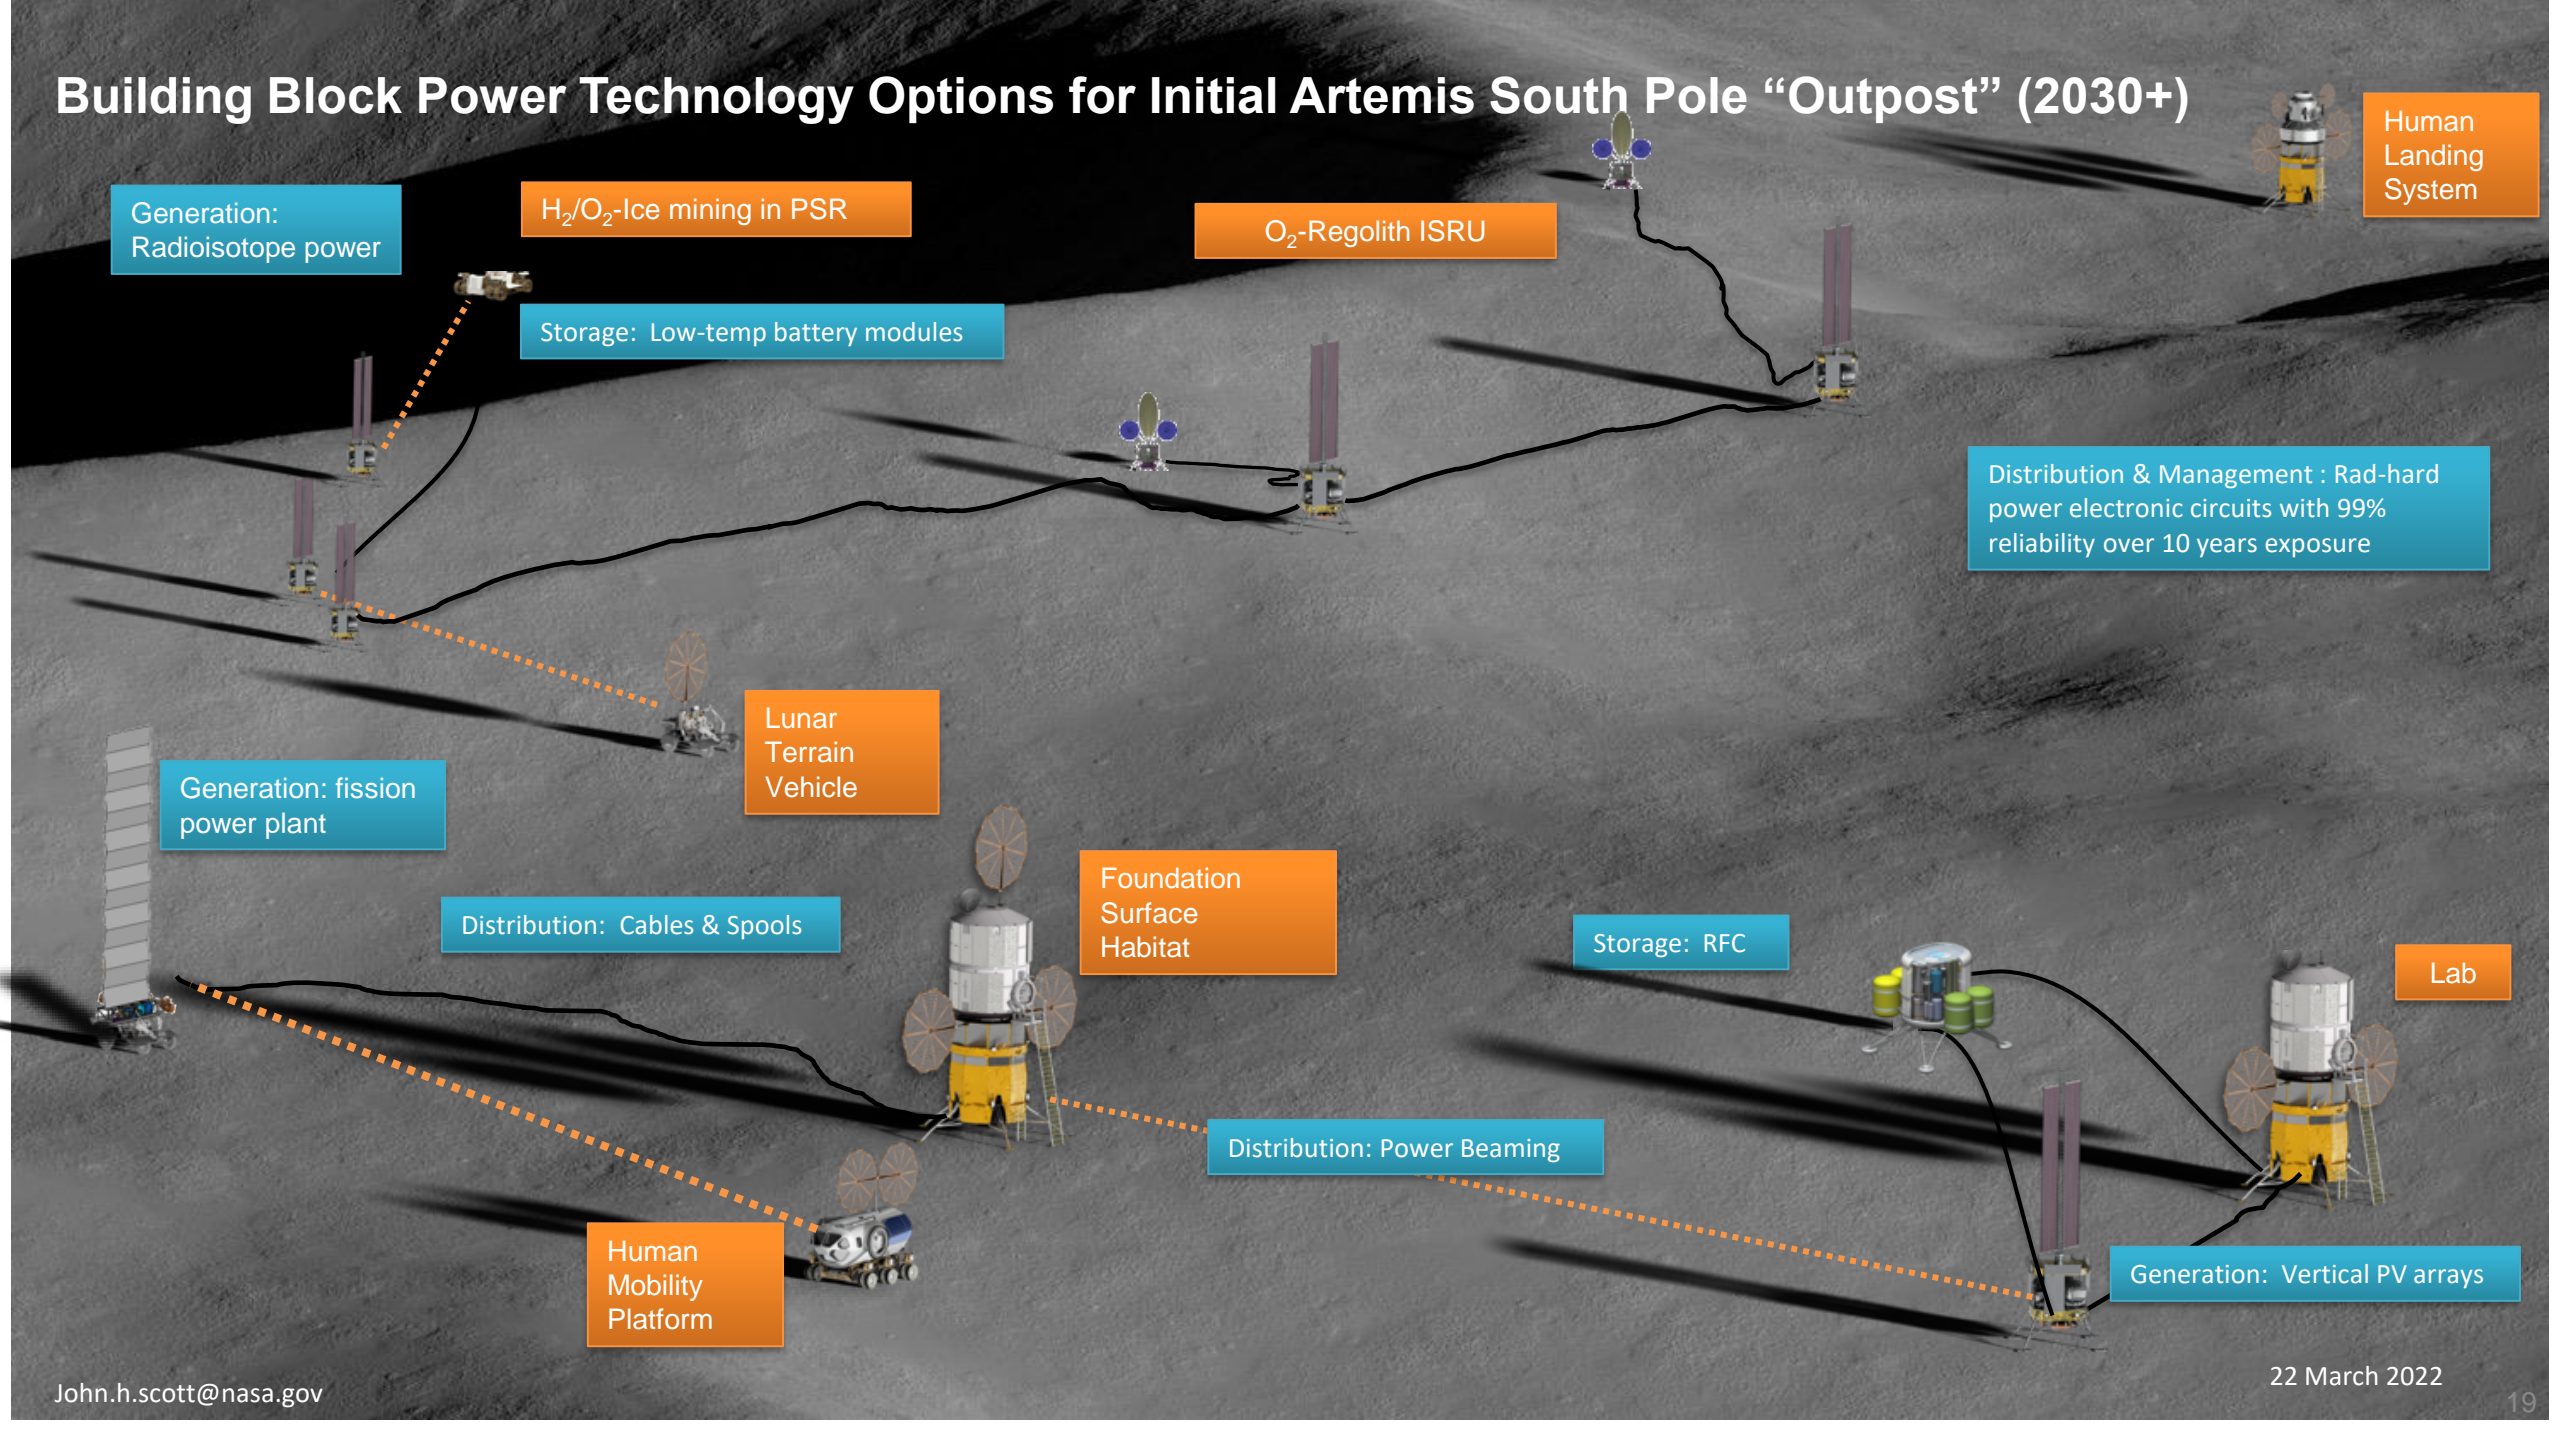 Building Block Power Technology Options for Initial Artemis South Pole “Outpost” (2030+)
Human
Landing
System
Generation:
Radioisotope power
H2/O2-Ice mining in PSR
O2-Regolith ISRU
Storage:  Low-temp battery modules
Distribution & Management : Rad-hard
power electronic circuits with 99%
reliability over 10 years exposure
Lunar
Terrain
Vehicle
Generation: fission
power plant
Foundation
Surface
Habitat
Distribution:  Cables & Spools
Storage:  RFC
Lab
Distribution: Power Beaming
Human
Mobility
Platform
Generation:  Vertical PV arrays
John.h.scott@nasa.gov
22 March 2022
19